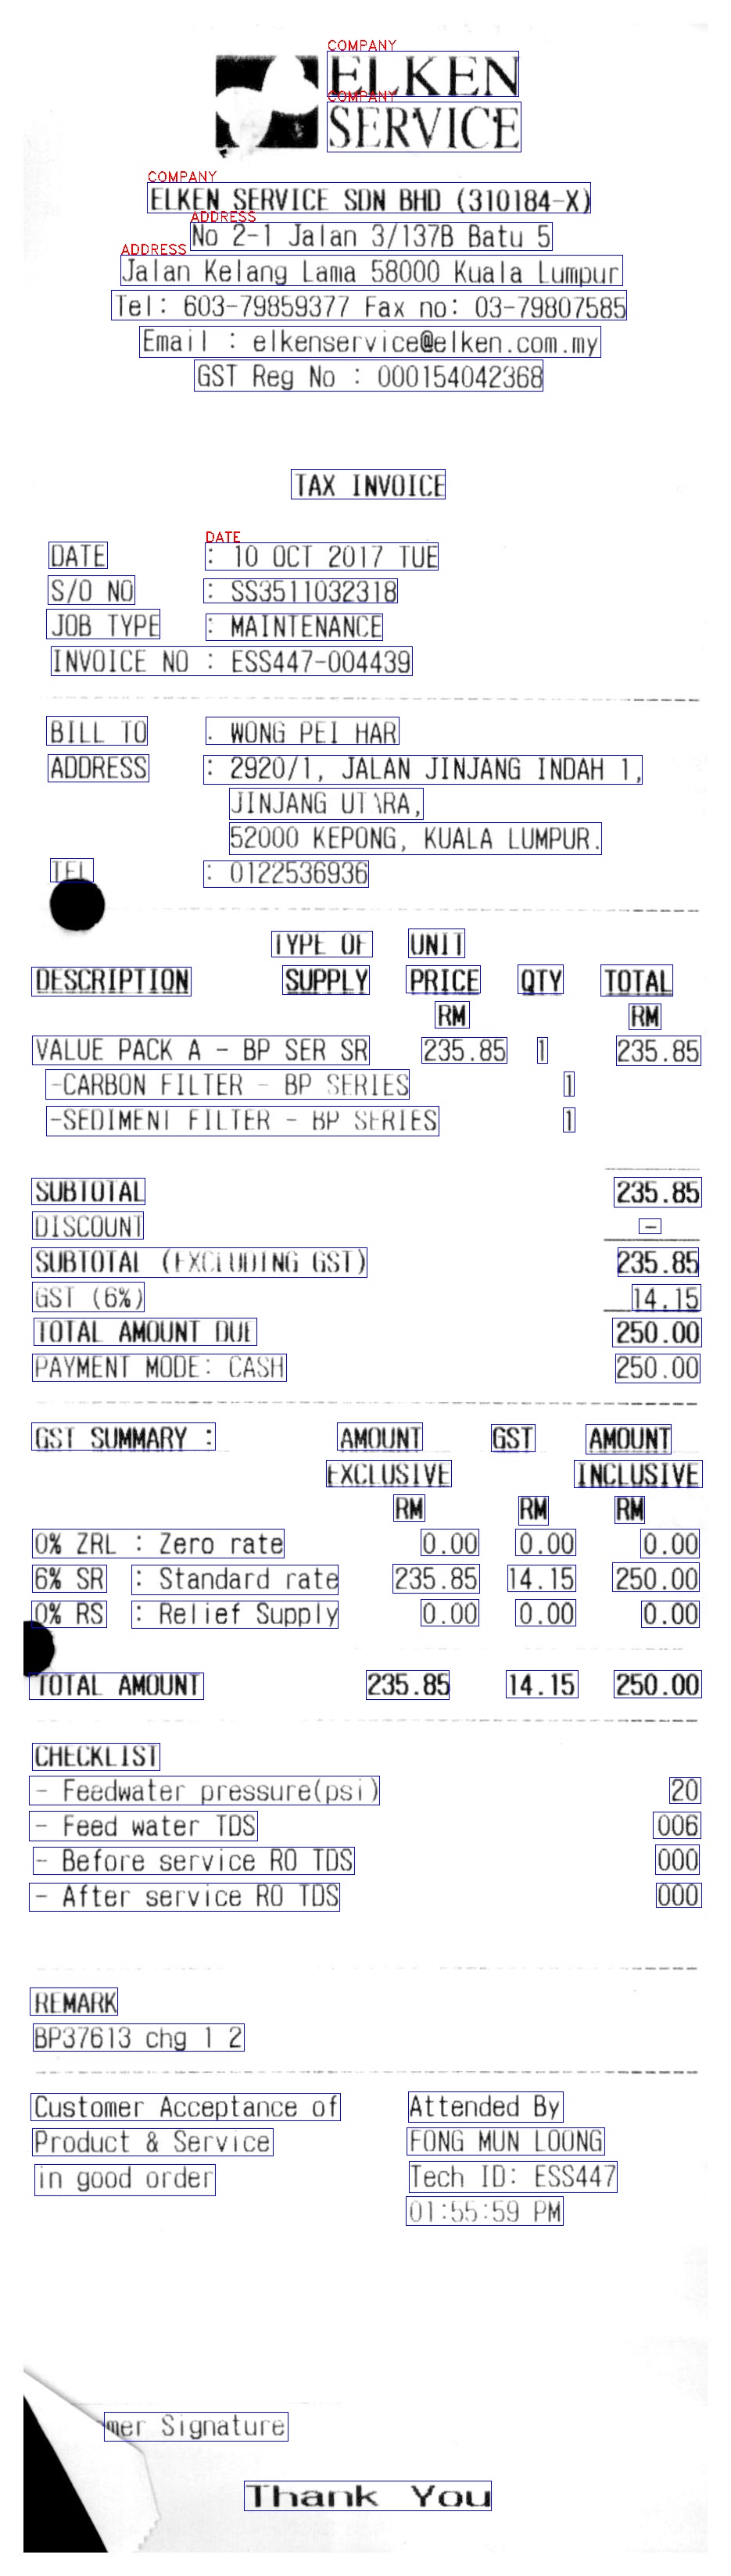 COMPANY
ELKEN
COMPANY
SERVICE
COMPANY
ELKEN SERVICE SDN BHD (310184-X)
ADDRESS
No 2-1 Jalan 3/137B Batu 5
ADDRESS
Jalan Kelang Lama 58000 Kuala Lumpur
Tel: 603-79859377 Fax no: 03-79807585
Email : elkenservice@elken.com.my
GST Reg No : 000154042368
TAX INVOICE
DATE
DATE : 10 OCT 2017 TUE
S/O NO : SS3511032318
JOB TYPE : MAINTENANCE
INVOICE NO : ESS447-004439
BILL TO : WONG PEI HAR
ADDRESS : 2920/1, JALAN JINJANG INDAH 1,
JINJANG UTARA,
52000 KEPONG, KUALA LUMPUR.
TEL : 0122536936
TYPE OF UNIT
DESCRIPTION SUPPLY PRICE QTY TOTAL
RM RM
VALUE PACK A - BP SER SR 235.85 1 235.85
-CARBON FILTER - BP SERIES 1
-SEDIMENT FILTER - BP SERIES 1
SUBTOTAL 235.85
DISCOUNT -
SUBTOTAL (EXCLUDING GST) 235.85
GST (6%) 14.15
TOTAL AMOUNT DUE 250.00
PAYMENT MODE: CASH 250.00
GST SUMMARY : AMOUNT GST AMOUNT
EXCLUSIVE INCLUSIVE
RM RM RM
0% ZRL : Zero rate 0.00 0.00 0.00
6% SR : Standard rate 235.85 14.15 250.00
0% RS : Relief Supply 0.00 0.00 0.00
TOTAL AMOUNT 235.85 14.15 250.00
CHECKLIST
- Feedwater pressure(psi) 20
- Feed water TDS 006
- Before service RO TDS 000
- After service RO TDS 000
REMARK
BP37613 chg 1 2
Customer Acceptance of Attended By
Product & Service FONG MUN LOONG
in good order Tech ID: ESS447
01:55:59 PM
mer Signature
Thank You